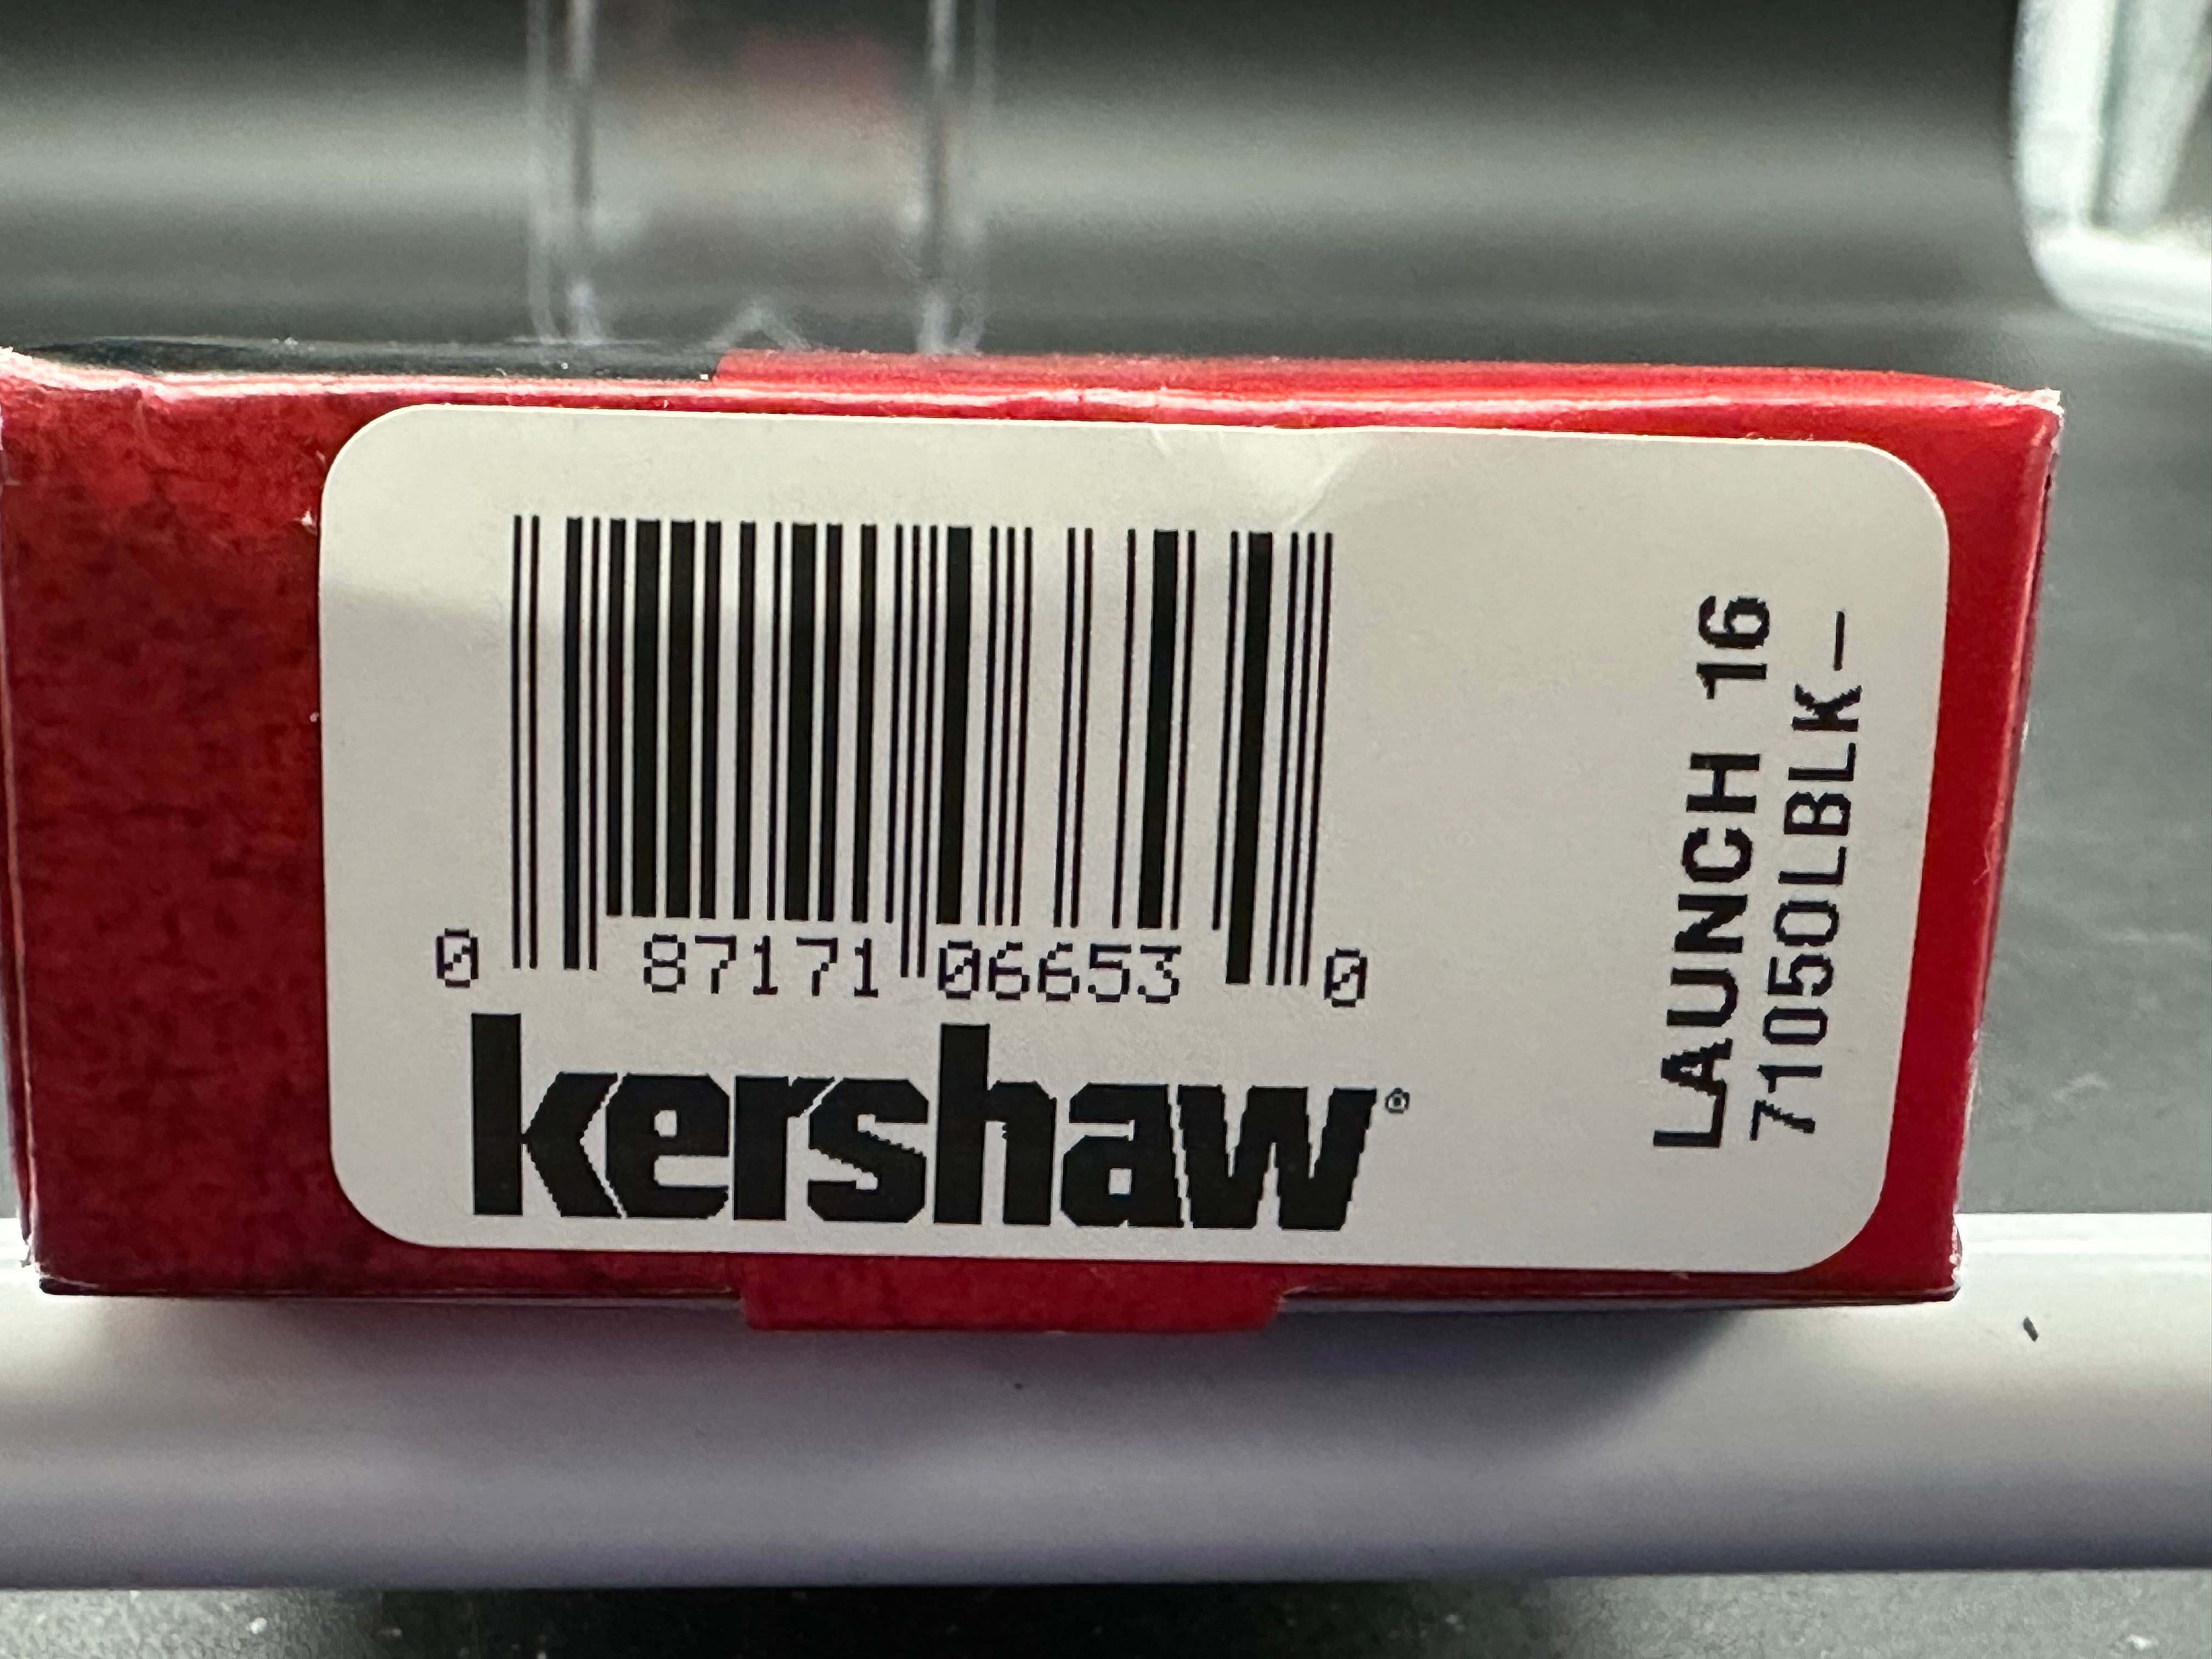 0 87171 06653 0
kershaw®
LAUNCH 16
7105OLBLK-